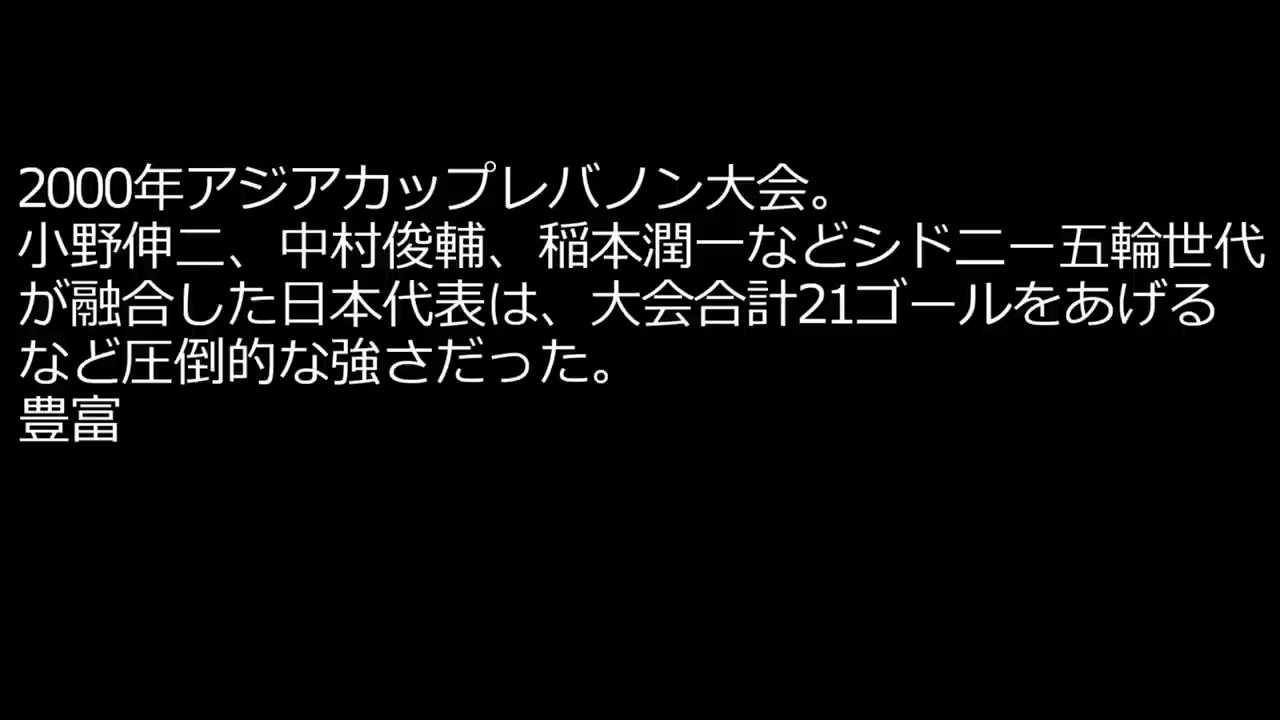 2000年アジアカップレバノン大会。
小野伸二、中村俊輔、稲本潤一などシドニー五輪世代
が融合した日本代表は、大会合計21ゴールをあげる
など圧倒的な強さだった。
豊富